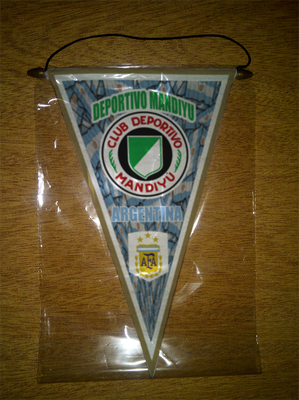 DEPORTIVO MANDIYU
CLUB DEPORTIVO
MANDIYU
ARGENTINA
AFA